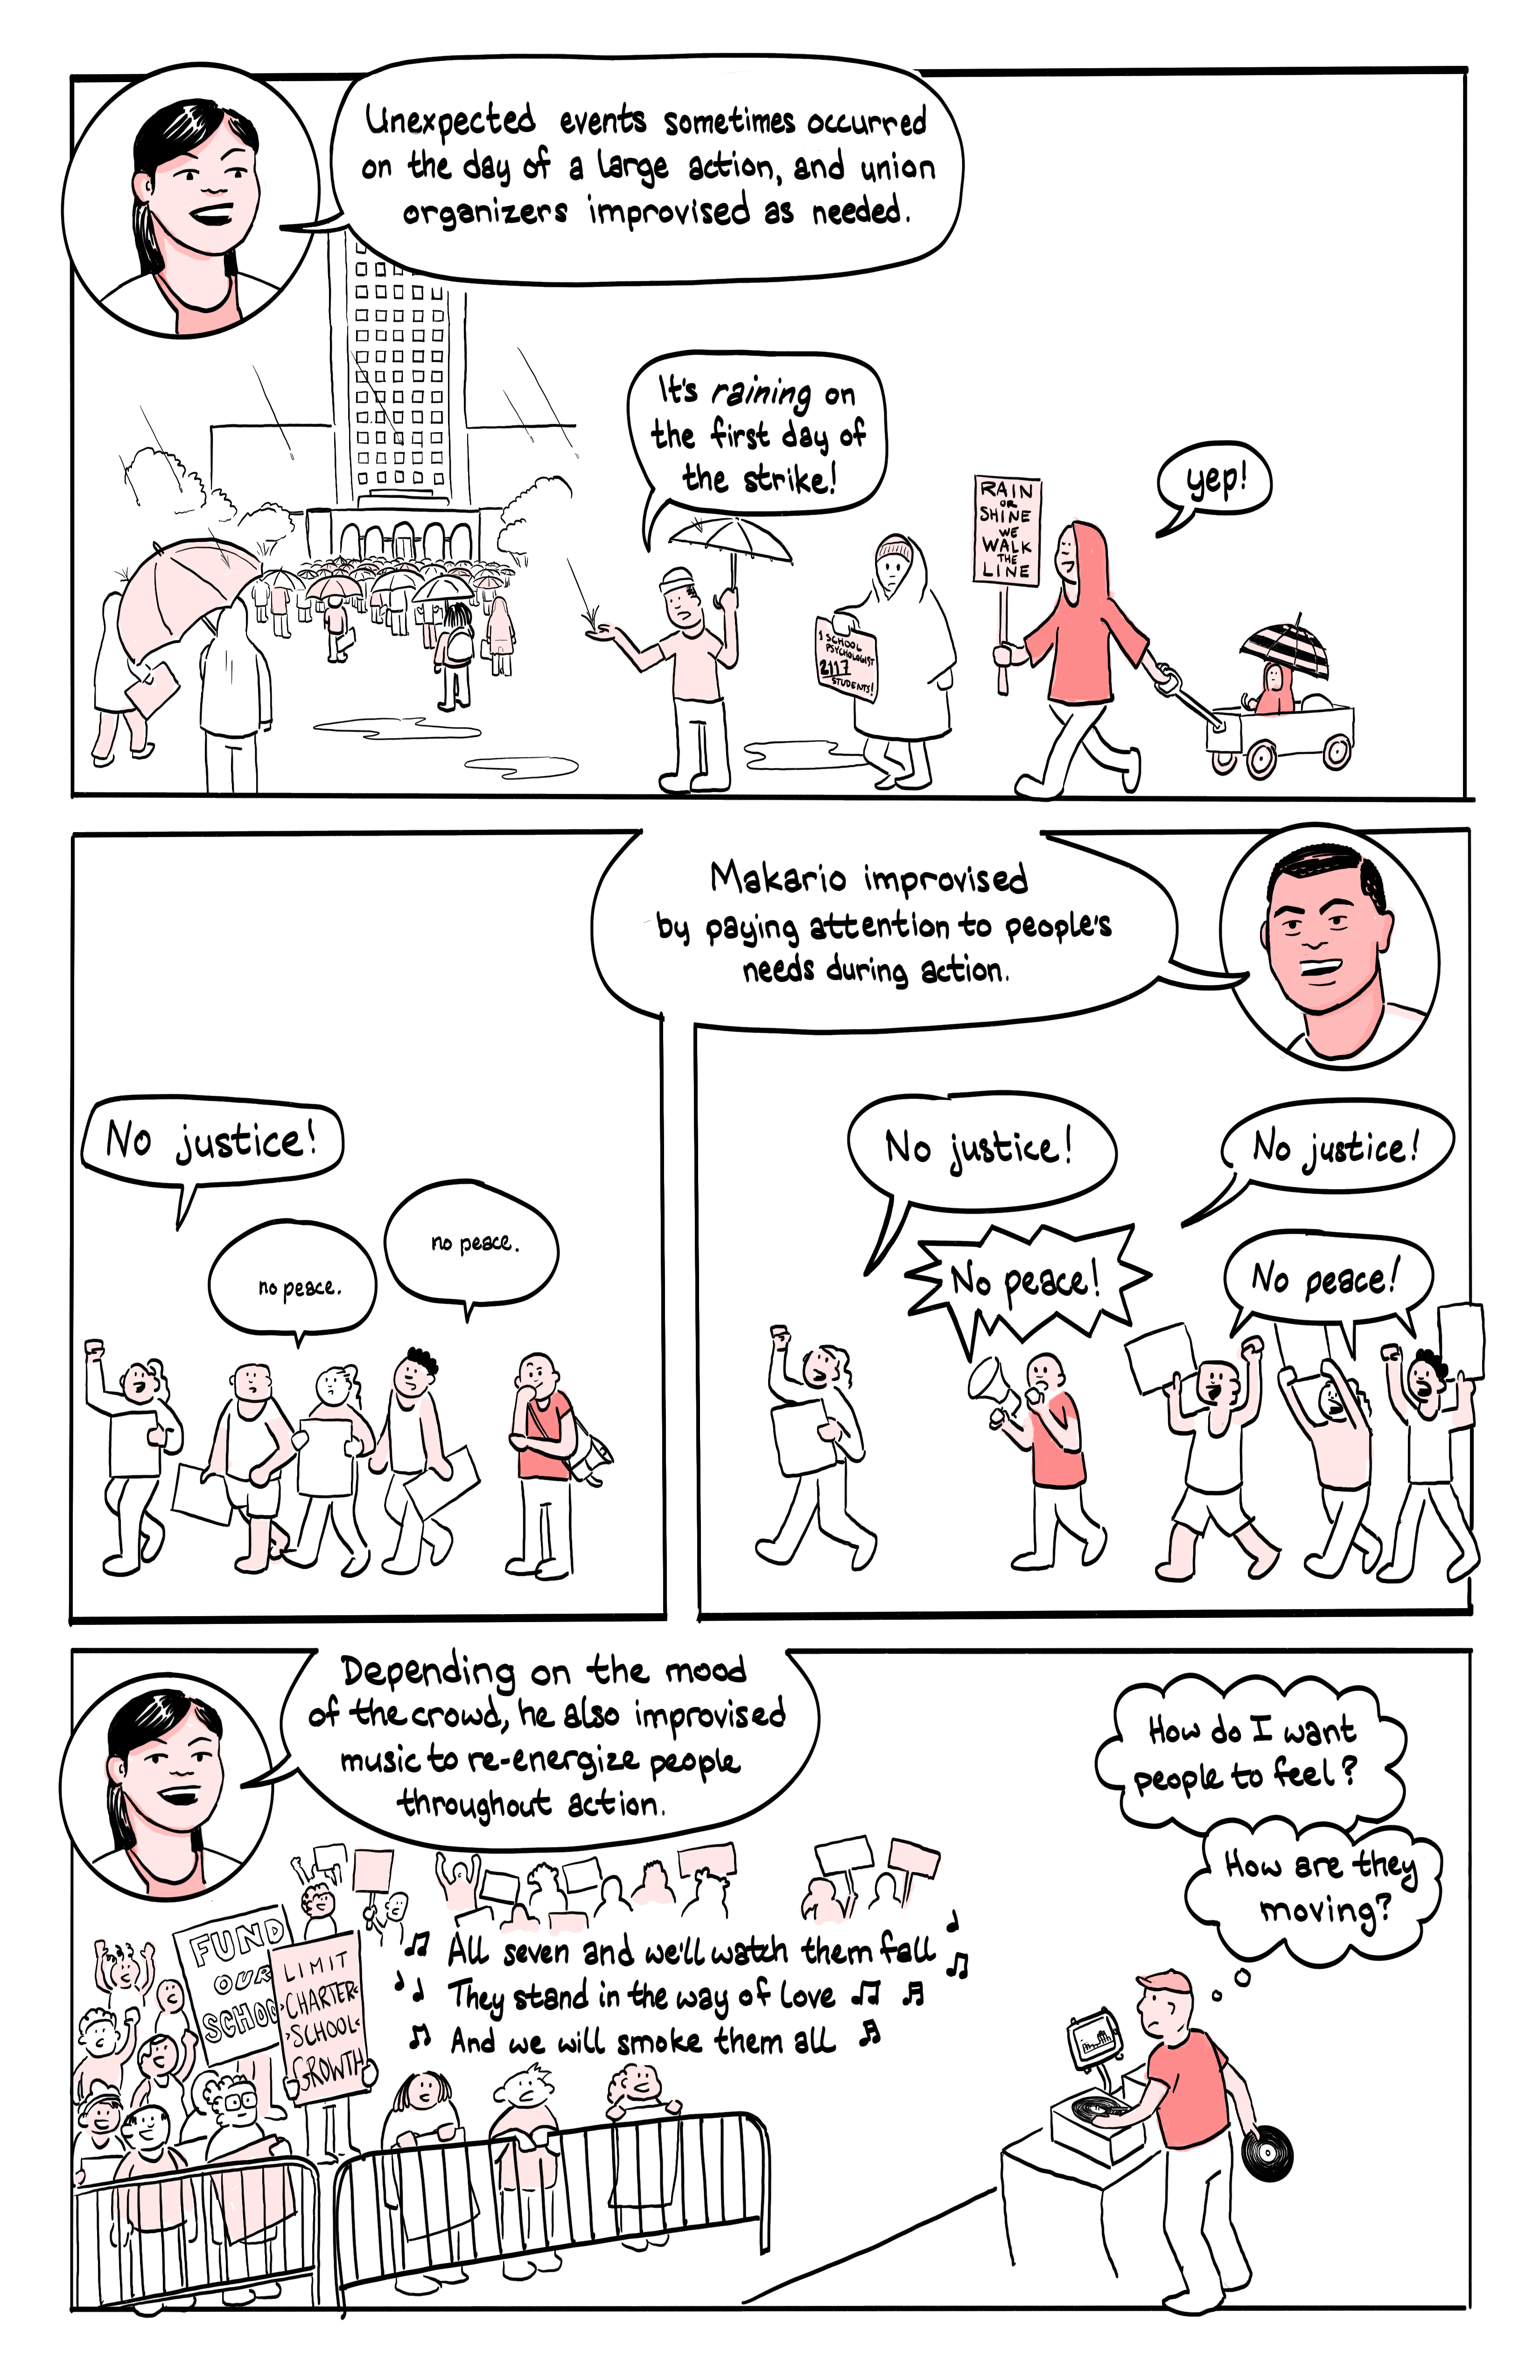 Unexpected events sometimes occurred
on the day of a large action, and union
organizers improvised as needed.
It's raining on
the first day of
the strike!
yep!
RAIN
OR
SHINE
WE
WALK
THE
LINE
1 SCHOOL
PSYCHOLOGIST
2117
STUDENTS!
Makario improvised
by paying attention to people's
needs during action.
No justice!
no peace.
no peace.
No justice!
No peace!
No justice!
No peace!
Depending on the mood
of the crowd, he also improvised
music to re-energize people
throughout action.
How do I want
people to feel?
How are they
moving?
FUND
OUR
SCHOO
LIMIT
>CHARTER<
>SCHOOL<
GROWTH
♫ All seven and we'll watch them fall ♩ ♫
♩ ♩ They stand in the way of love ♫ ♬
♫ And we will smoke them all ♬